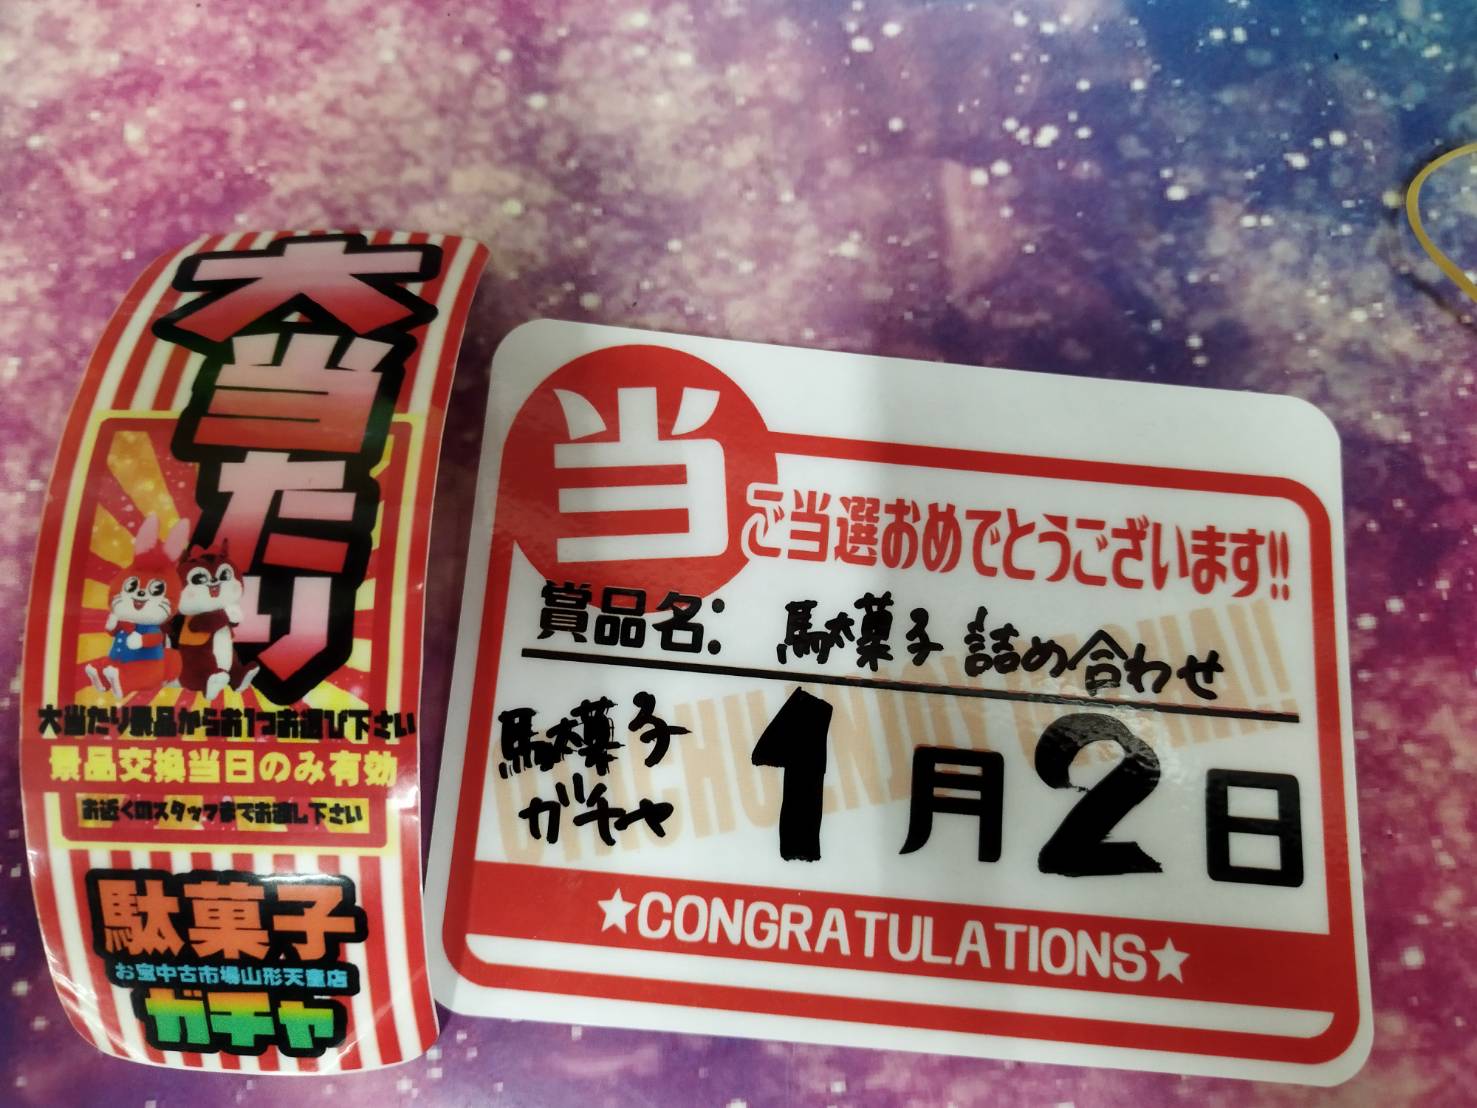 大当たり
大当たり景品からお1つお選び下さい
景品交換当日のみ有効
お近くのスタッフまでお渡し下さい
駄菓子
お宝中古市場山形天童店
ガチャ
当
ご当選おめでとうございます!!
賞品名: 駄菓子 詰め合わせ
駄菓子
ガチャ
1月2日
★CONGRATULATIONS★